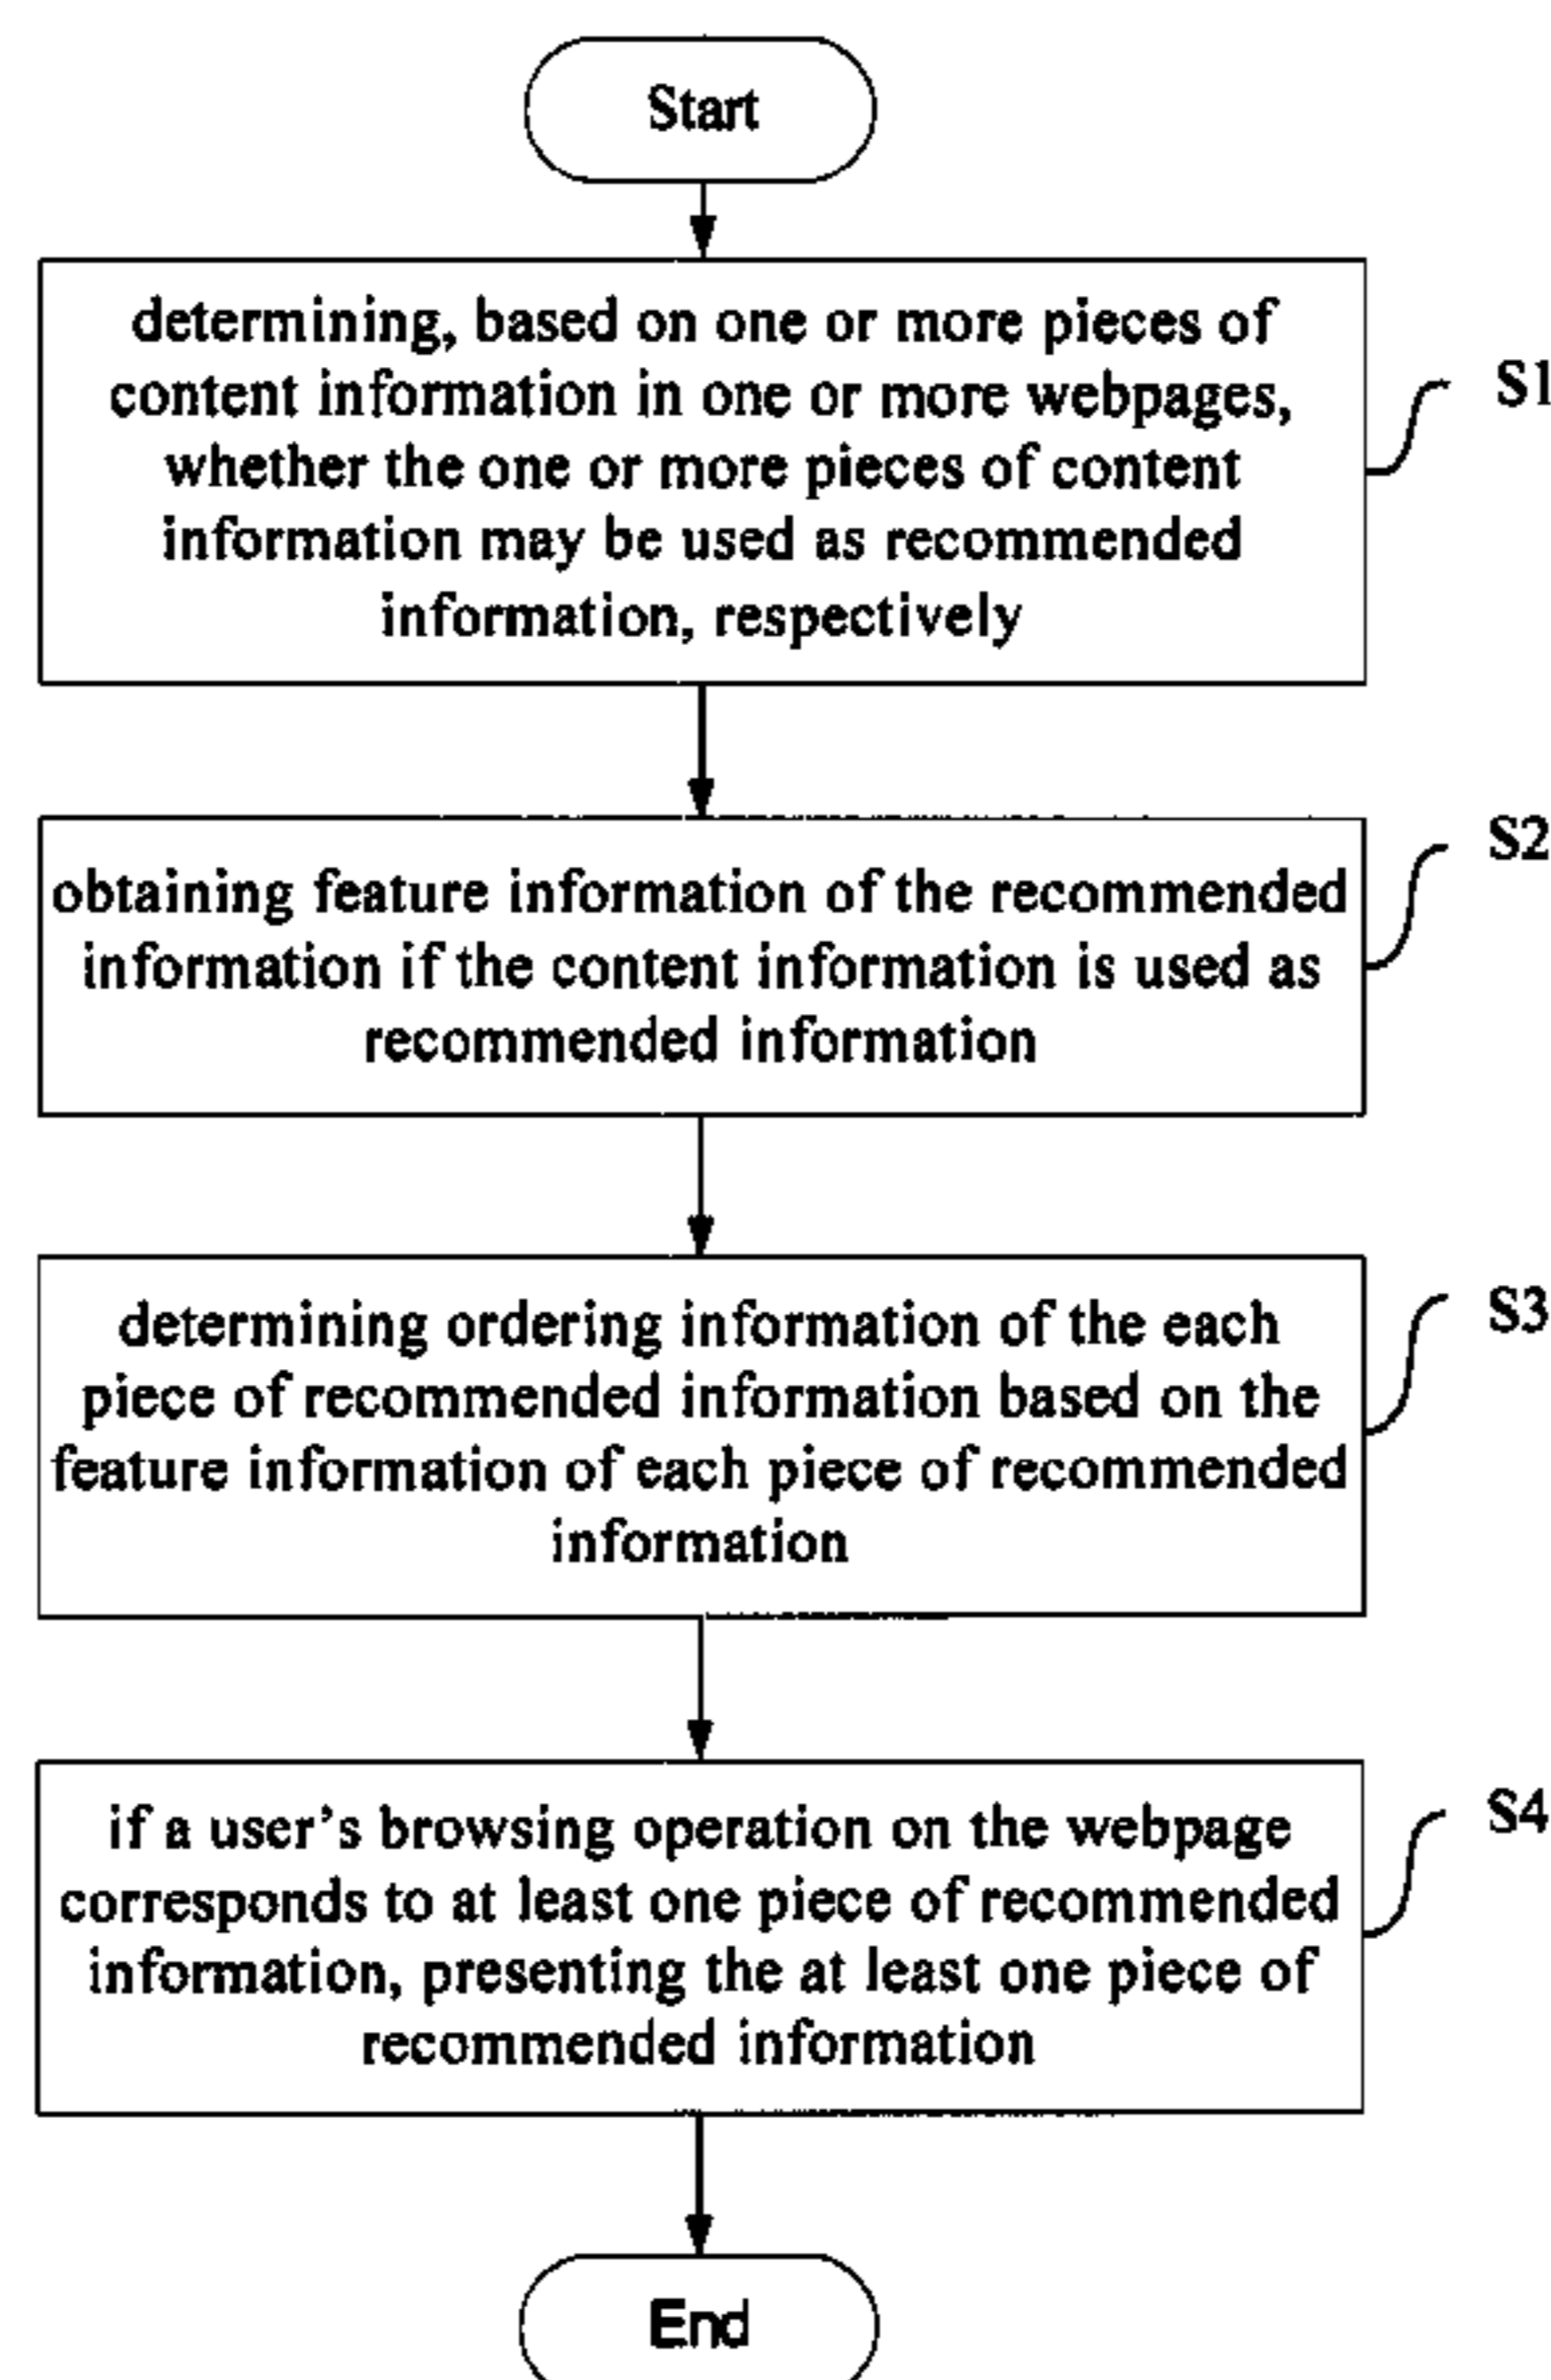 Start
determining, based on one or more pieces of
content information in one or more webpages,
whether the one or more pieces of content
information may be used as recommended
information, respectively
S1
obtaining feature information of the recommended
information if the content information is used as
recommended information
S2
determining ordering information of the each
piece of recommended information based on the
feature information of each piece of recommended
information
S3
if a user's browsing operation on the webpage
corresponds to at least one piece of recommended
information, presenting the at least one piece of
recommended information
S4
End